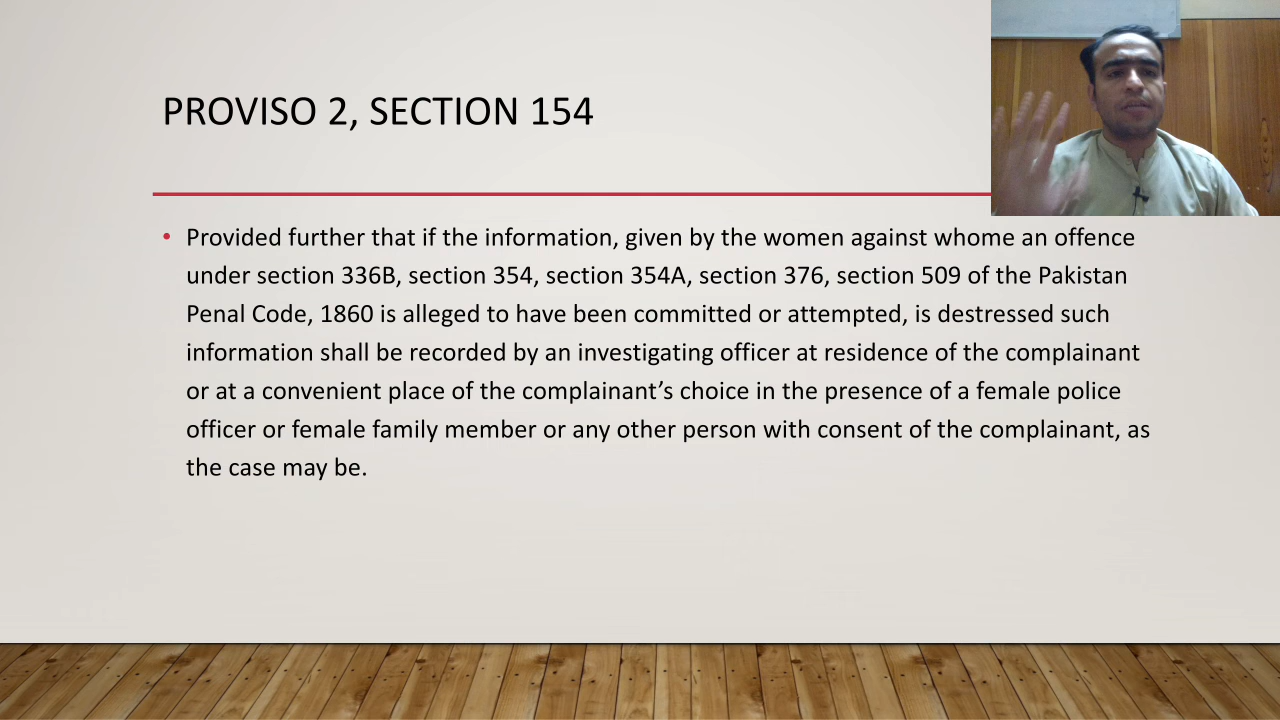 PROVISO 2, SECTION 154
• Provided further that if the information, given by the women against whome an offence
under section 336B, section 354, section 354A, section 376, section 509 of the Pakistan
Penal Code, 1860 is alleged to have been committed or attempted, is destressed such
information shall be recorded by an investigating officer at residence of the complainant
or at a convenient place of the complainant’s choice in the presence of a female police
officer or female family member or any other person with consent of the complainant, as
the case may be.